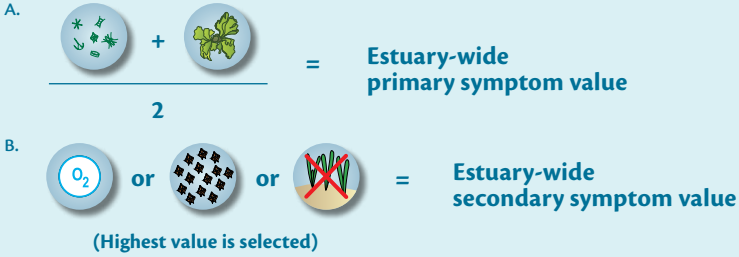 A.
+
=
Estuary-wide
primary symptom value
2
B.
O₂ or or = Estuary-wide
secondary symptom value
(Highest value is selected)